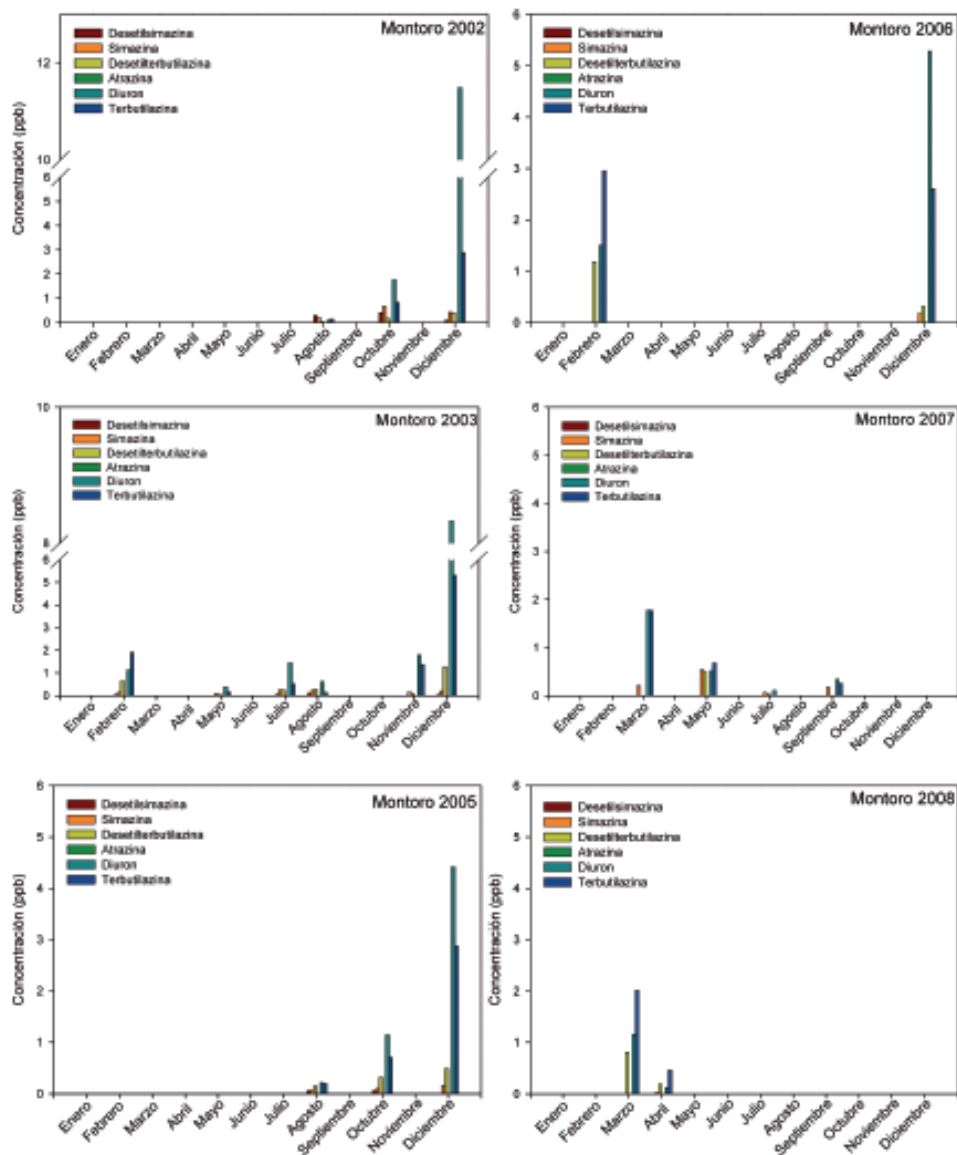 Montoro 2002
Desetilsimazina
Simazina
Desetilterbutilazina
Atrazina
Diuron
Terbutilazina
Concentración (ppb)
12
10
6
5
4
3
2
1
0
Enero
Febrero
Marzo
Abril
Mayo
Junio
Julio
Agosto
Septiembre
Octubre
Noviembre
Diciembre
Montoro 2006
Desetilsimazina
Simazina
Desetilterbutilazina
Atrazina
Diuron
Terbutilazina
Concentración (ppb)
6
5
4
3
2
1
0
Enero
Febrero
Marzo
Abril
Mayo
Junio
Julio
Agosto
Septiembre
Octubre
Noviembre
Diciembre
Montoro 2003
Desetilsimazina
Simazina
Desetilterbutilazina
Atrazina
Diuron
Terbutilazina
Concentración (ppb)
10
8
6
5
4
3
2
1
0
Enero
Febrero
Marzo
Abril
Mayo
Junio
Julio
Agosto
Septiembre
Octubre
Noviembre
Diciembre
Montoro 2007
Desetilsimazina
Simazina
Desetilterbutilazina
Atrazina
Diuron
Terbutilazina
Concentración (ppb)
6
5
4
3
2
1
0
Enero
Febrero
Marzo
Abril
Mayo
Junio
Julio
Agosto
Septiembre
Octubre
Noviembre
Diciembre
Montoro 2005
Desetilsimazina
Simazina
Desetilterbutilazina
Atrazina
Diuron
Terbutilazina
Concentración (ppb)
6
5
4
3
2
1
0
Enero
Febrero
Marzo
Abril
Mayo
Junio
Julio
Agosto
Septiembre
Octubre
Noviembre
Diciembre
Montoro 2008
Desetilsimazina
Simazina
Desetilterbutilazina
Atrazina
Diuron
Terbutilazina
Concentración (ppb)
6
5
4
3
2
1
0
Enero
Febrero
Marzo
Abril
Mayo
Junio
Julio
Agosto
Septiembre
Octubre
Noviembre
Diciembre